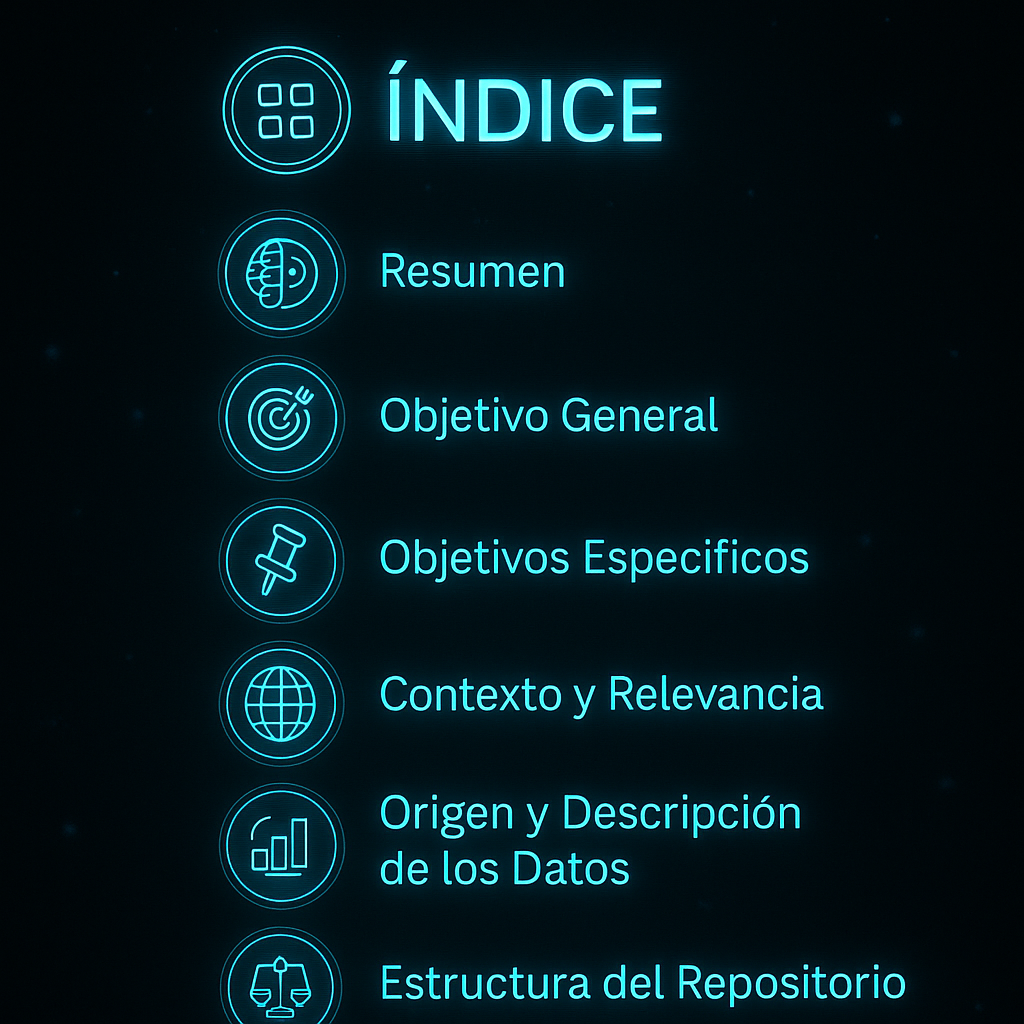 ÍNDICE
Resumen
Objetivo General
Objetivos Especificos
Contexto y Relevancia
Origen y Descripción
de los Datos
Estructura del Repositorio